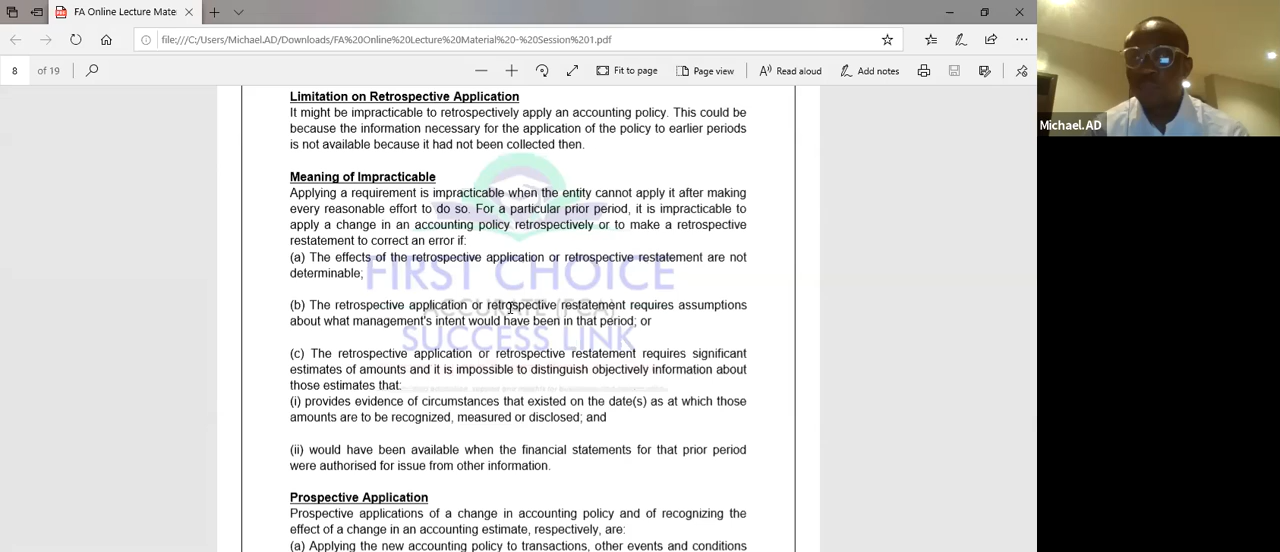 FA Online Lecture Mate
file:///C:/Users/Michael.AD/Downloads/FA%20Online%20Lecture%20Material%20-%20Session%201.pdf
8 of 19
Fit to page
Page view
Read aloud
Add notes
Michael.AD
Limitation on Retrospective Application
It might be impracticable to retrospectively apply an accounting policy. This could be
because the information necessary for the application of the policy to earlier periods
is not available because it had not been collected then.
Meaning of Impracticable
Applying a requirement is impracticable when the entity cannot apply it after making
every reasonable effort to do so. For a particular prior period, it is impracticable to
apply a change in an accounting policy retrospectively or to make a retrospective
restatement to correct an error if:
(a) The effects of the retrospective application or retrospective restatement are not
determinable;
FIRST CHOICE
(b) The retrospective application or retrospective restatement requires assumptions
ACCURATE (FCA)
about what management's intent would have been in that period; or
SUCCESS LINK
(c) The retrospective application or retrospective restatement requires significant
estimates of amounts and it is impossible to distinguish objectively information about
those estimates that:
(i) provides evidence of circumstances that existed on the date(s) as at which those
amounts are to be recognized, measured or disclosed; and
(ii) would have been available when the financial statements for that prior period
were authorised for issue from other information.
Prospective Application
Prospective applications of a change in accounting policy and of recognizing the
effect of a change in an accounting estimate, respectively, are:
(a) Applying the new accounting policy to transactions, other events and conditions